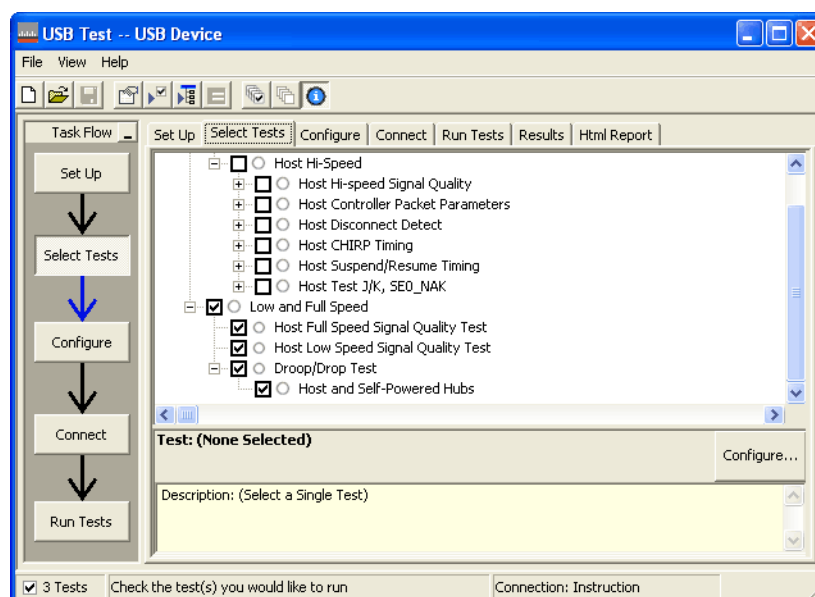 USB Test -- USB Device
File View Help
Task Flow
Set Up Select Tests Configure Connect Run Tests Results Html Report
Set Up
Select Tests
Configure
Connect
Run Tests
Host Hi-Speed
Host Hi-speed Signal Quality
Host Controller Packet Parameters
Host Disconnect Detect
Host CHIRP Timing
Host Suspend/Resume Timing
Host Test J/K, SE0_NAK
Low and Full Speed
Host Full Speed Signal Quality Test
Host Low Speed Signal Quality Test
Droop/Drop Test
Host and Self-Powered Hubs
Test: (None Selected)
Configure...
Description: (Select a Single Test)
3 Tests Check the test(s) you would like to run Connection: Instruction